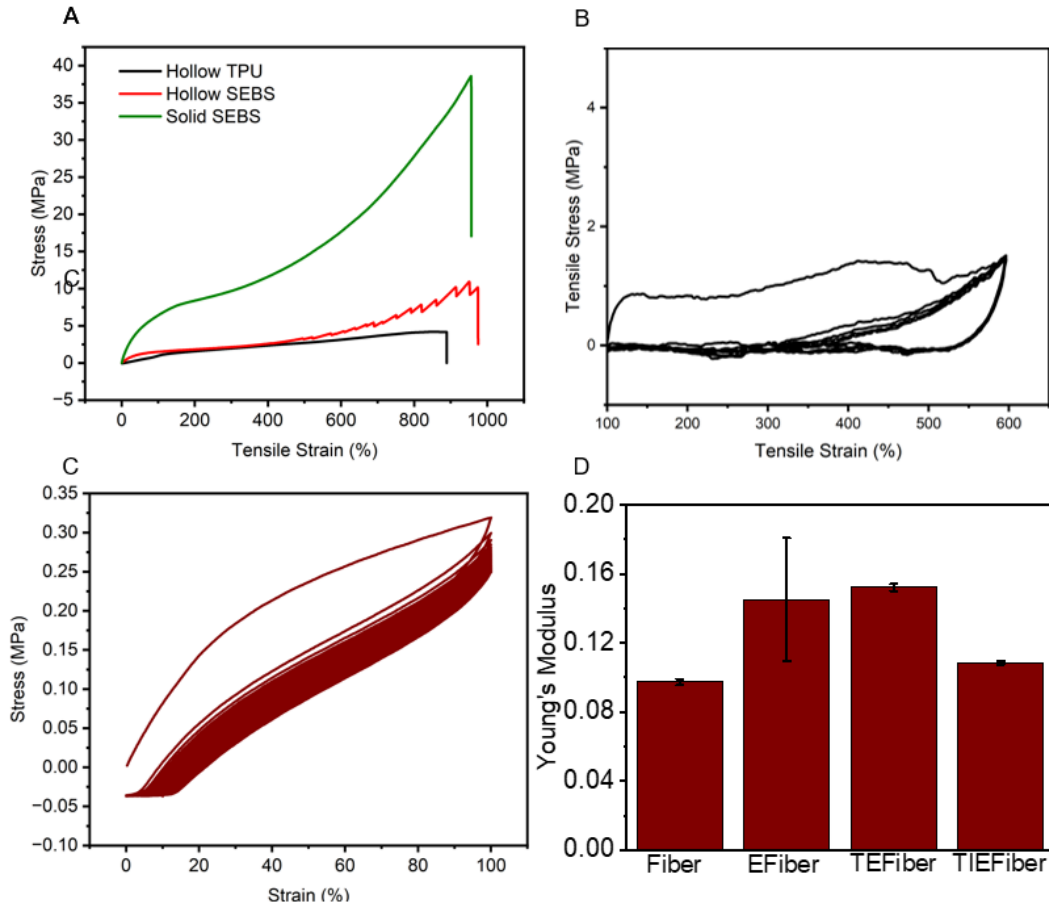 A
Hollow TPU
Hollow SEBS
Solid SEBS
40
35
30
25
20
15
10
5
0
−5
Stress (MPa)
C
0 200 400 600 800 1000
Tensile Strain (%)
B
4
2
0
Tensile Stress (MPa)
100 200 300 400 500 600
Tensile Strain (%)
C
0.35
0.30
0.25
0.20
0.15
0.10
0.05
0.00
−0.05
−0.10
Stress (MPa)
0 20 40 60 80 100
Strain (%)
D
0.20
0.16
0.12
0.08
0.04
0.00
Young's Modulus
Fiber EFiber TEFiber TIEFiber